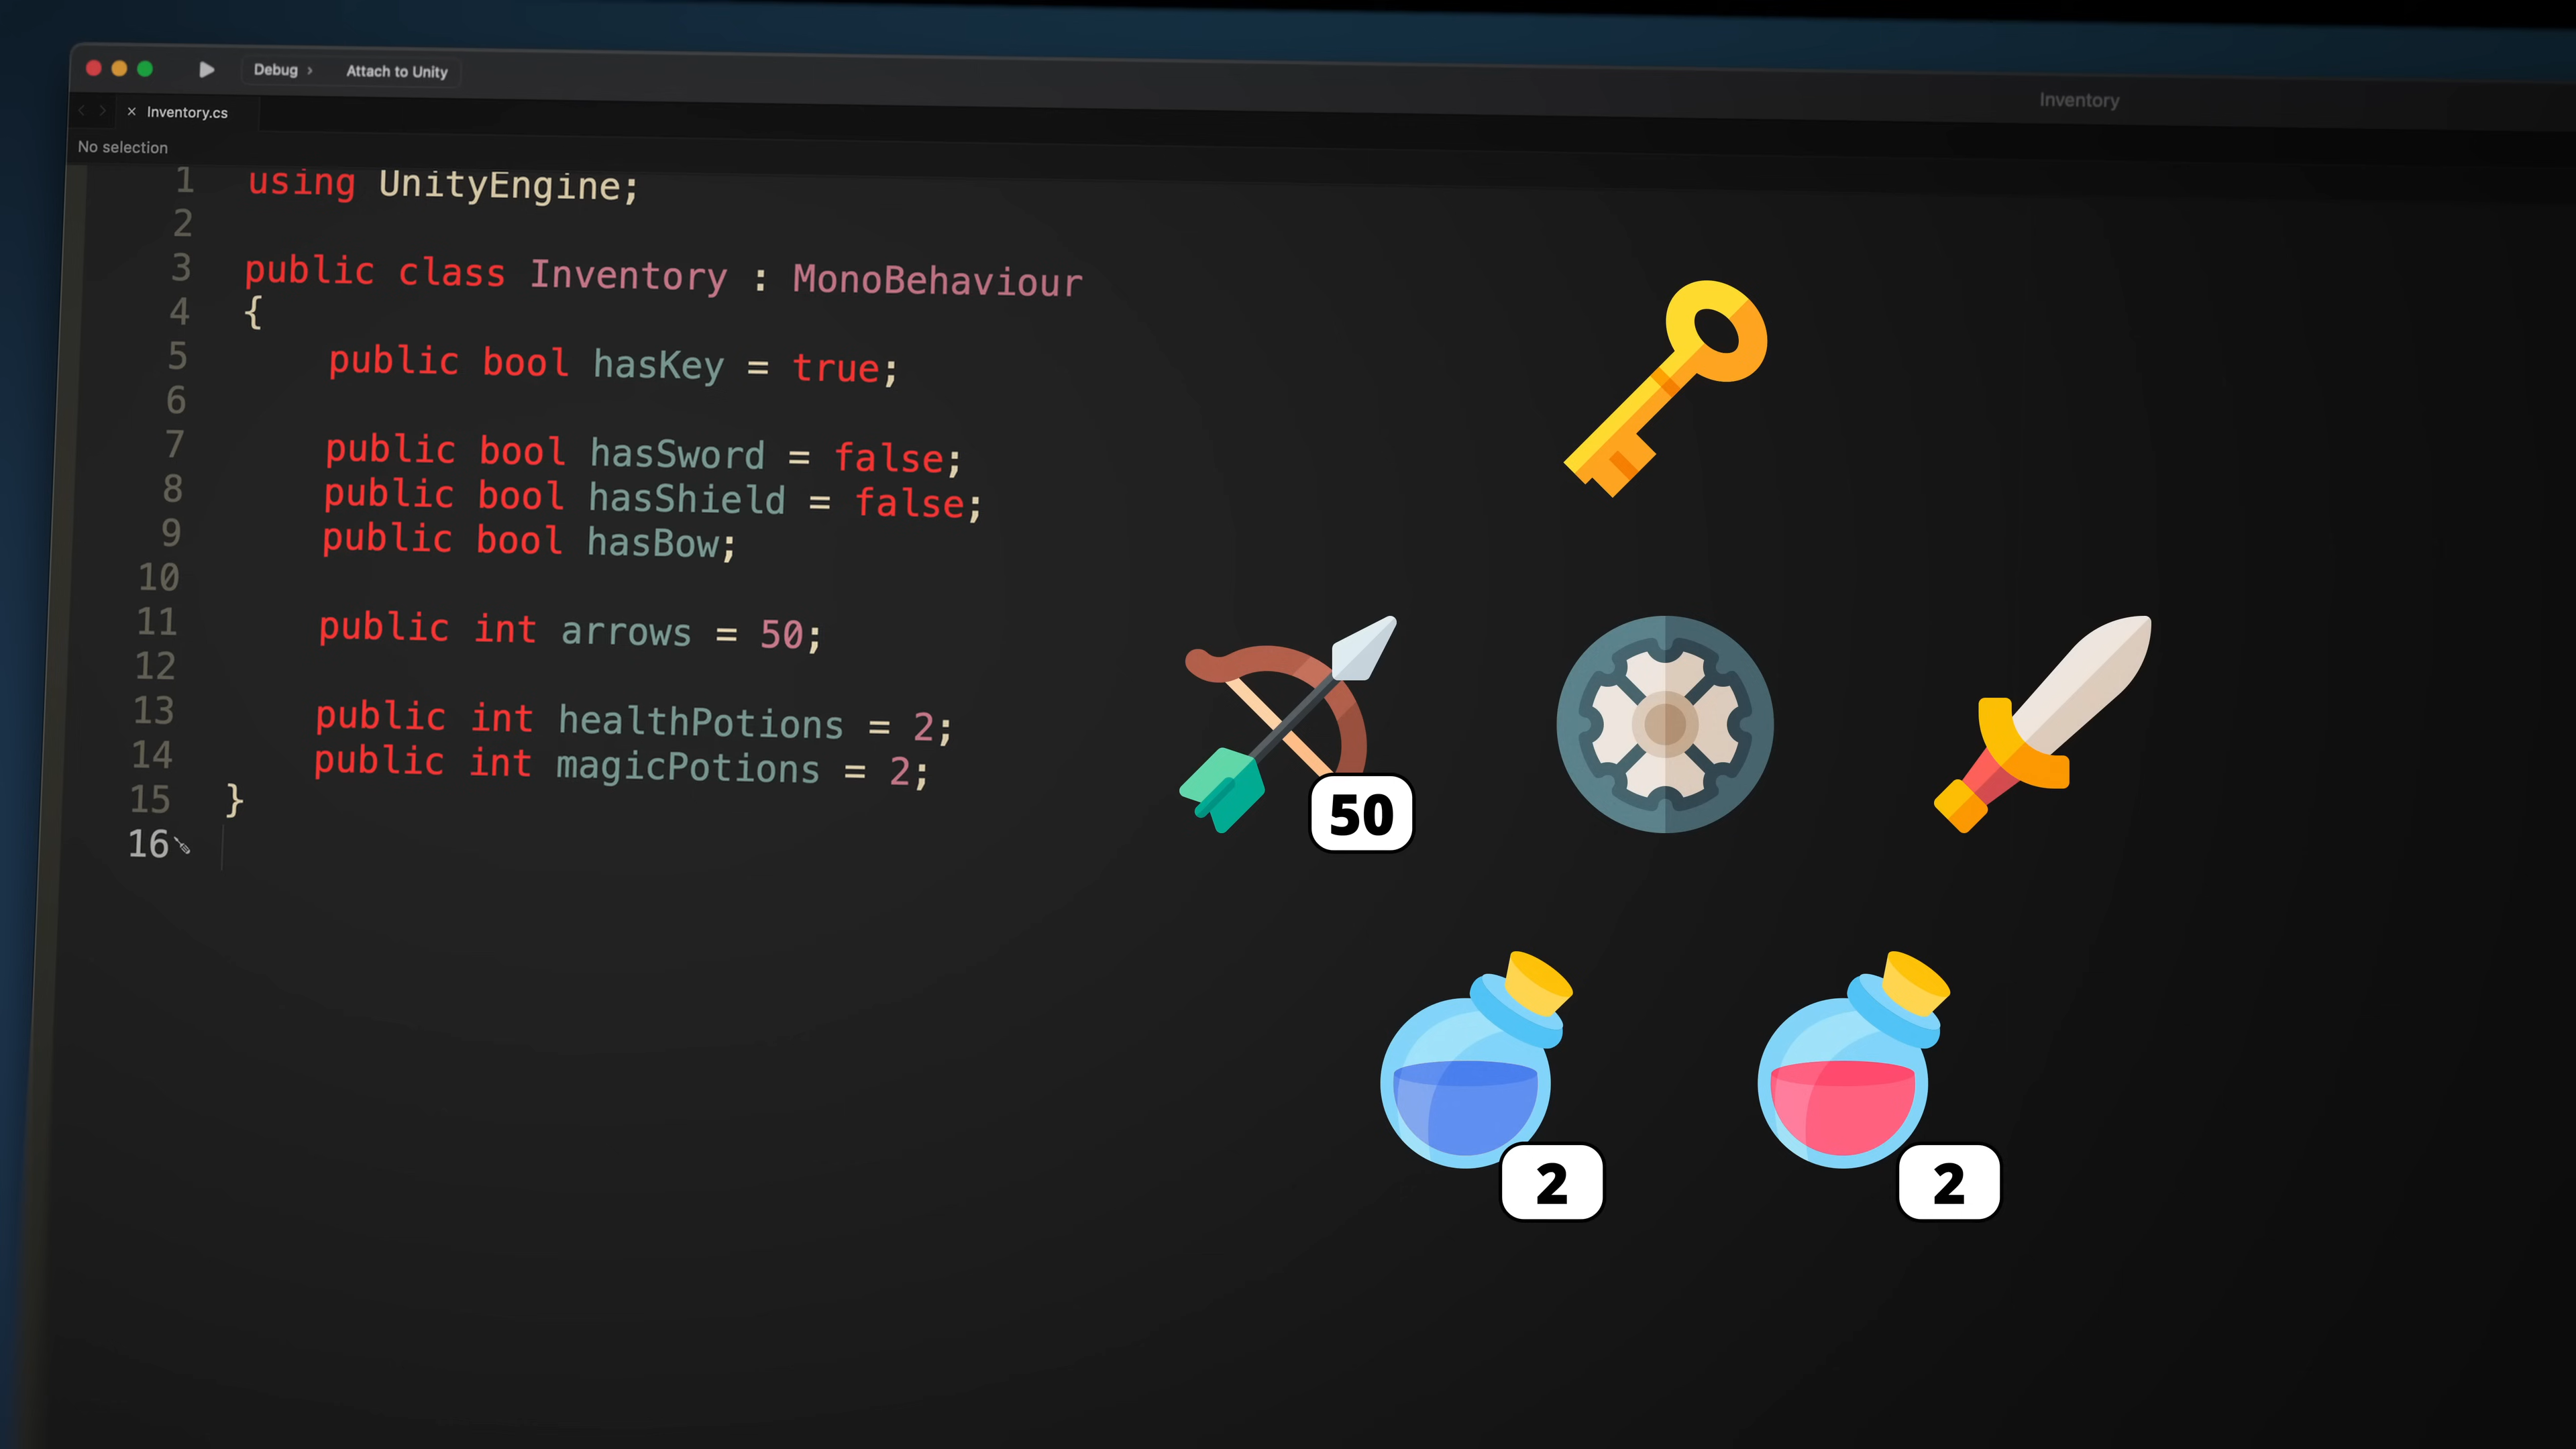 Debug › Attach to Unity
Inventory
× Inventory.cs
No selection
1 using UnityEngine;
2
3 public class Inventory : MonoBehaviour
4 {
5 public bool hasKey = true;
6
7 public bool hasSword = false;
8 public bool hasShield = false;
9 public bool hasBow;
10
11 public int arrows = 50;
12
13 public int healthPotions = 2;
14 public int magicPotions = 2;
15 }
16
50
2
2